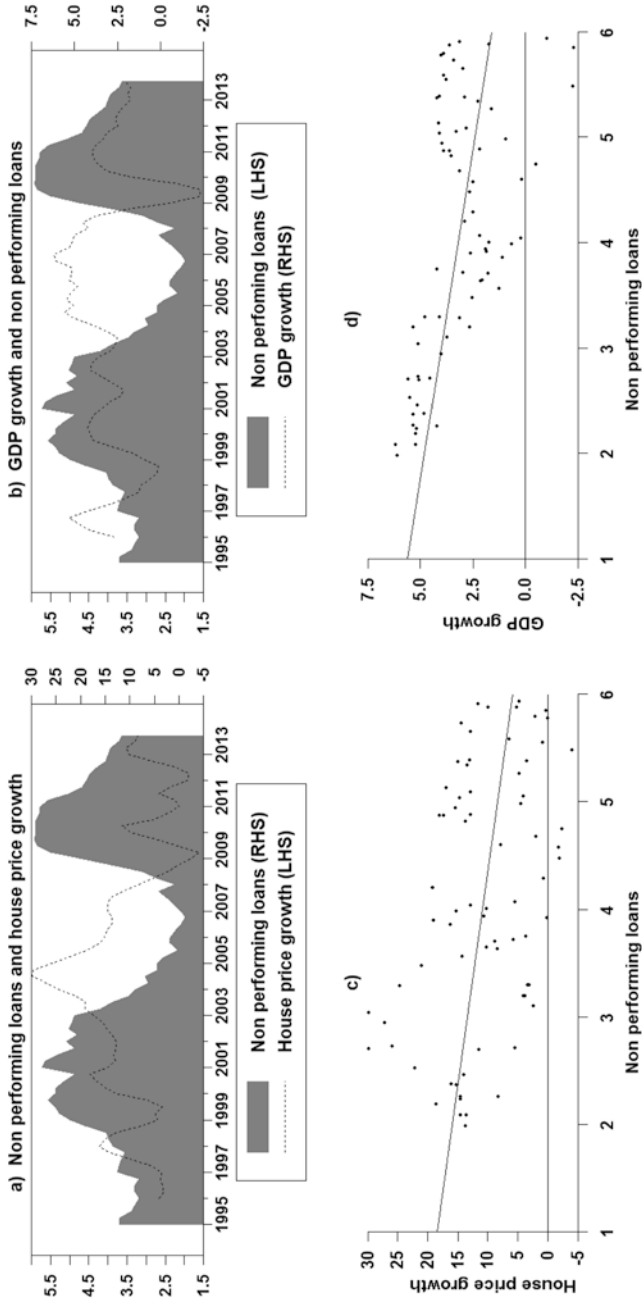 a) Non performing loans and house price growth
5.5
4.5
3.5
2.5
1.5
30
25
20
15
10
5
0
-5
1995 1997 1999 2001 2003 2005 2007 2009 2011 2013
Non performing loans (RHS)
House price growth (LHS)
b) GDP growth and non performing loans
5.5
4.5
3.5
2.5
1.5
7.5
5.0
2.5
0.0
-2.5
1995 1997 1999 2001 2003 2005 2007 2009 2011 2013
Non perfoming loans (LHS)
GDP growth (RHS)
c)
House price growth
30
25
20
15
10
5
0
-5
1 2 3 4 5 6
Non performing loans
d)
GDP growth
7.5
5.0
2.5
0.0
-2.5
1 2 3 4 5 6
Non performing loans